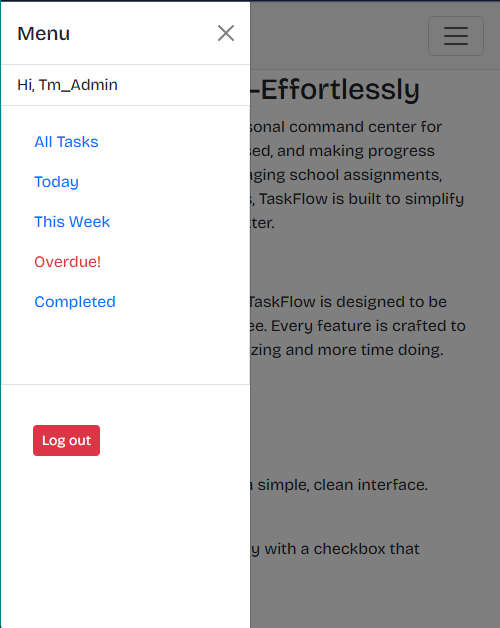 Menu
Hi, Tm_Admin
All Tasks
Today
This Week
Overdue!
Completed
Log out
-Effortlessly
sonal command center for
ed, and making progress
aging school assignments,
s, TaskFlow is built to simplify
ter.
TaskFlow is designed to be
ee. Every feature is crafted to
zing and more time doing.
a simple, clean interface.
y with a checkbox that